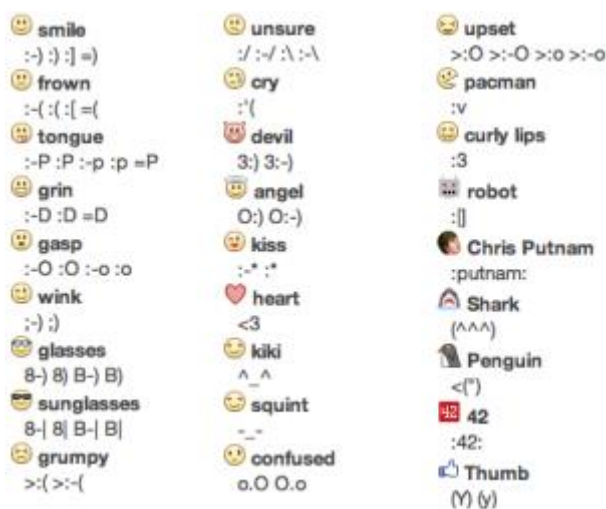 smile
:-) :) :] =)
frown
:-( :( :[ =(
tongue
:-P :P :-p :p =P
grin
:-D :D =D
gasp
:-O :O :-o :o
wink
;-) ;)
glasses
8-) 8) B-) B)
sunglasses
8-| 8| B-| B|
grumpy
>:( >:-(
unsure
:/ :-/ :\ :-\
cry
:'(
devil
3:) 3:-)
angel
O:) O:-)
kiss
:-* :*
heart
<3
kiki
^_^
squint
-_-
confused
o.O O.o
upset
>:O >:-O >:o >:-o
pacman
:v
curly lips
:3
robot
:[]
Chris Putnam
:putnam:
Shark
(^^^)
Penguin
<(")
42
42
:42:
Thumb
(Y) (y)